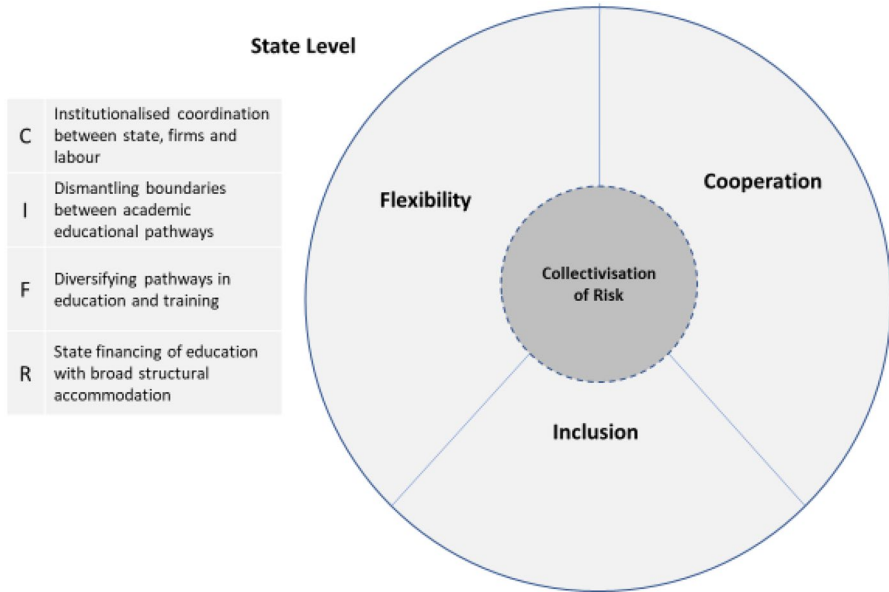 State Level
C
Institutionalised coordination
between state, firms and
labour
I
Dismantling boundaries
between academic
educational pathways
F
Diversifying pathways in
education and training
R
State financing of education
with broad structural
accommodation
Flexibility
Cooperation
Collectivisation
of Risk
Inclusion